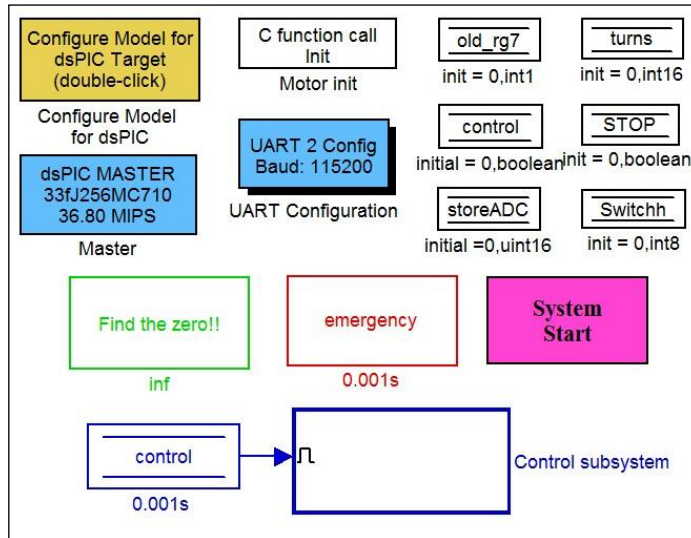 Configure Model for
dsPIC Target
(double-click)
Configure Model
for dsPIC
C function call
Init
Motor init
old_rg7
init = 0,int1
turns
init = 0,int16
dsPIC MASTER
33fJ256MC710
36.80 MIPS
Master
UART 2 Config
Baud: 115200
UART Configuration
control
initial = 0,boolean
STOP
init = 0,boolean
storeADC
initial =0,uint16
Switchh
init = 0,int8
Find the zero!!
inf
emergency
0.001s
System
Start
control
0.001s
Control subsystem